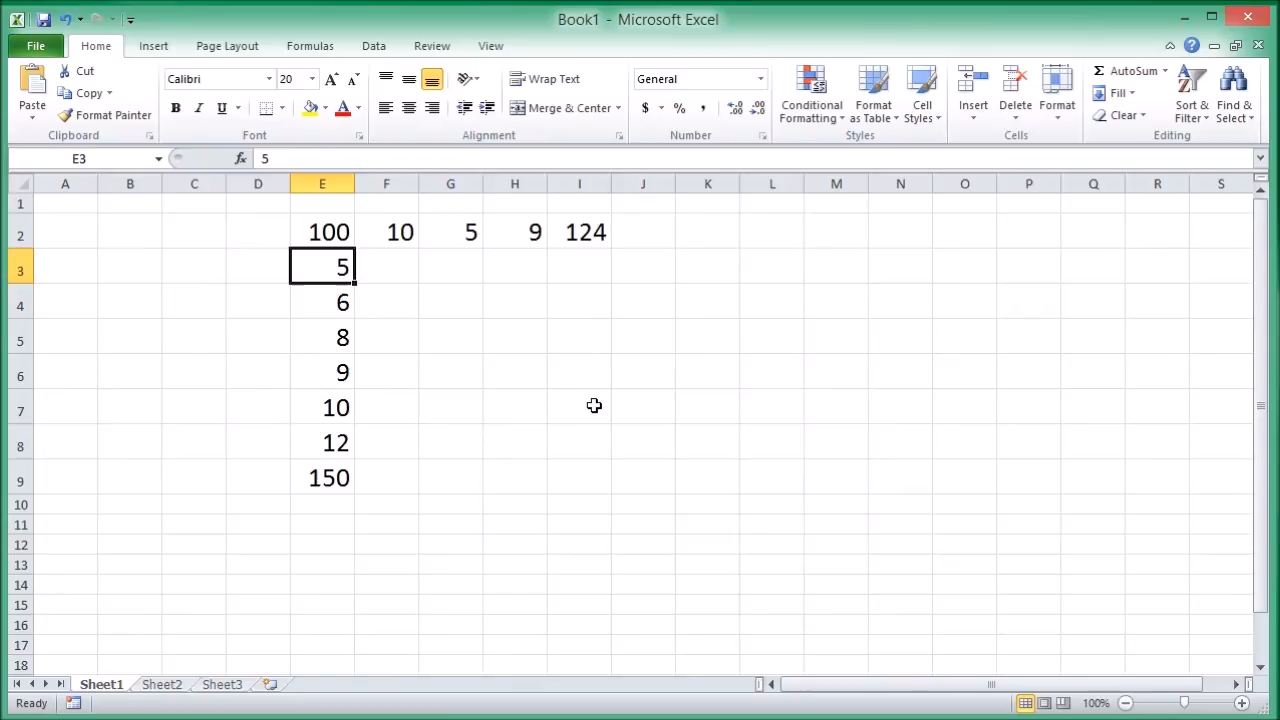 Book1 - Microsoft Excel
File Home Insert Page Layout Formulas Data Review View
Paste
Cut
Copy
Format Painter
Clipboard
Calibri 20 A A
B I U A
Font
Wrap Text
Merge & Center
Alignment
General
$ % , .00 .0
Number
Conditional Formatting
Format as Table
Cell Styles
Styles
Insert Delete Format
Cells
Σ AutoSum
Fill
Clear
Sort & Filter
Find & Select
Editing
E3 fx 5
A B C D E F G H I J K L M N O P Q R S
1
2 100 10 5 9 124
3 5
4 6
5 8
6 9
7 10
8 12
9 150
10
11
12
13
14
15
16
17
18
Sheet1 Sheet2 Sheet3
Ready 100%